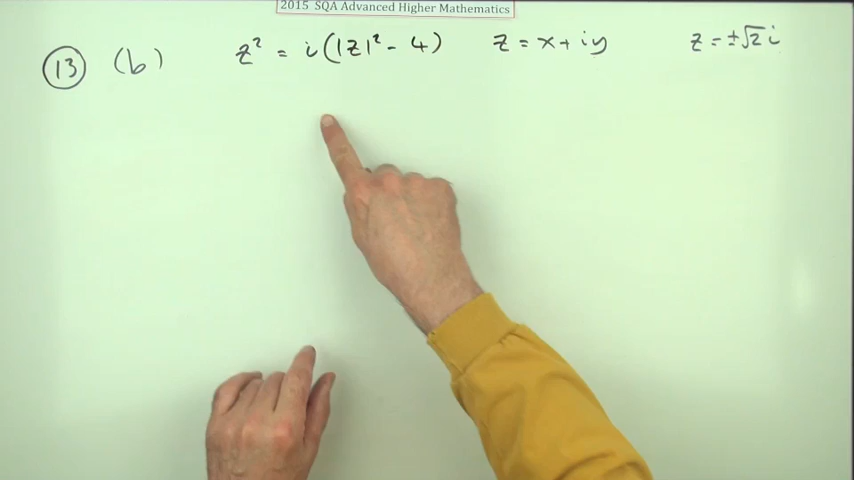 2015 SQA Advanced Higher Mathematics
13 (b) z² = i(|z|² - 4) z = x + iy z = ±√2 i